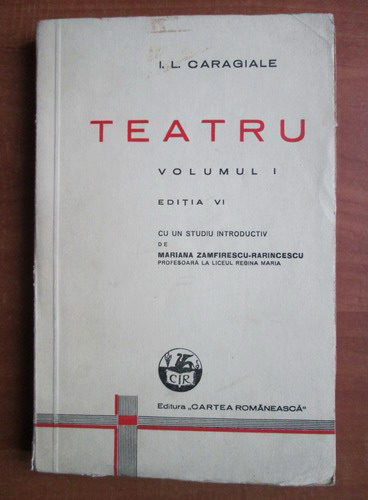 I. L. CARAGIALE
TEATRU
VOLUMUL I
EDIȚIA VI
CU UN STUDIU INTRODUCTIV
DE
MARIANA ZAMFIRESCU-RARINCESCU
PROFESOARĂ LA LICEUL REGINA MARIA
C.R.
Editura „CARTEA ROMÂNEASCĂ"